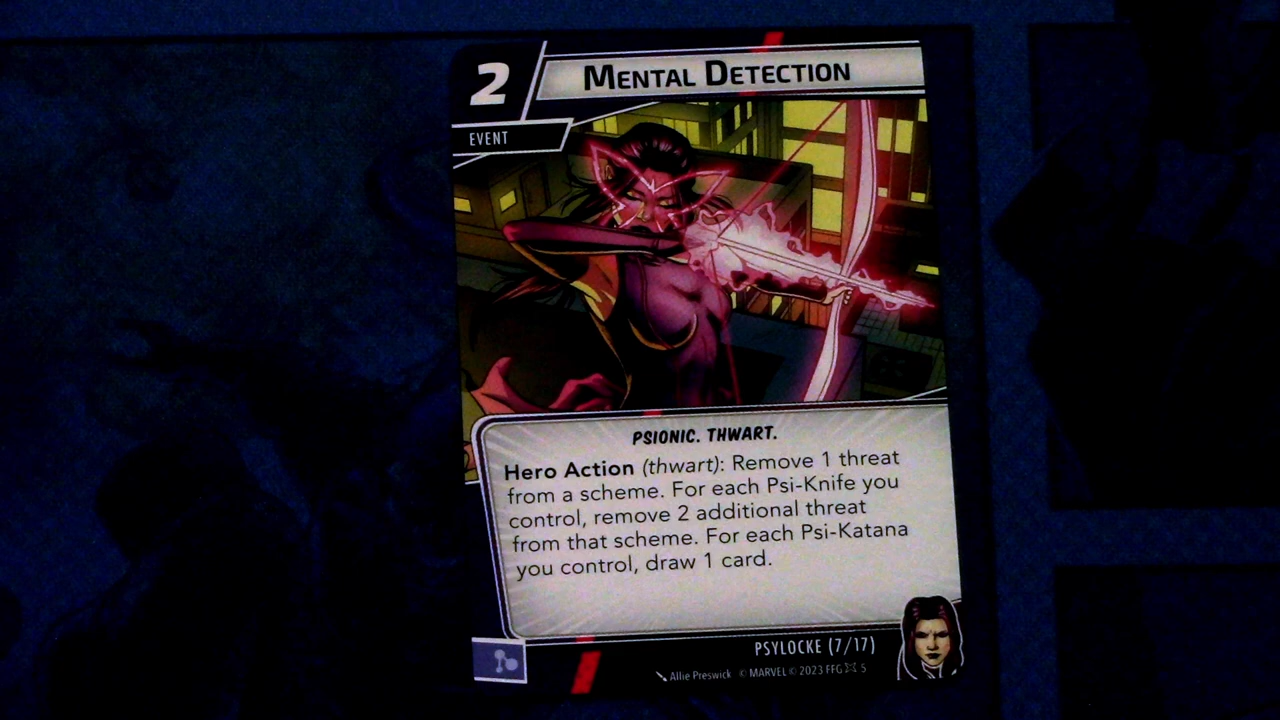 2
MENTAL DETECTION
EVENT
PSIONIC. THWART.
Hero Action (thwart): Remove 1 threat
from a scheme. For each Psi-Knife you
control, remove 2 additional threat
from that scheme. For each Psi-Katana
you control, draw 1 card.
PSYLOCKE (7/17)
Allie Preswick © MARVEL © 2023 FFG 5